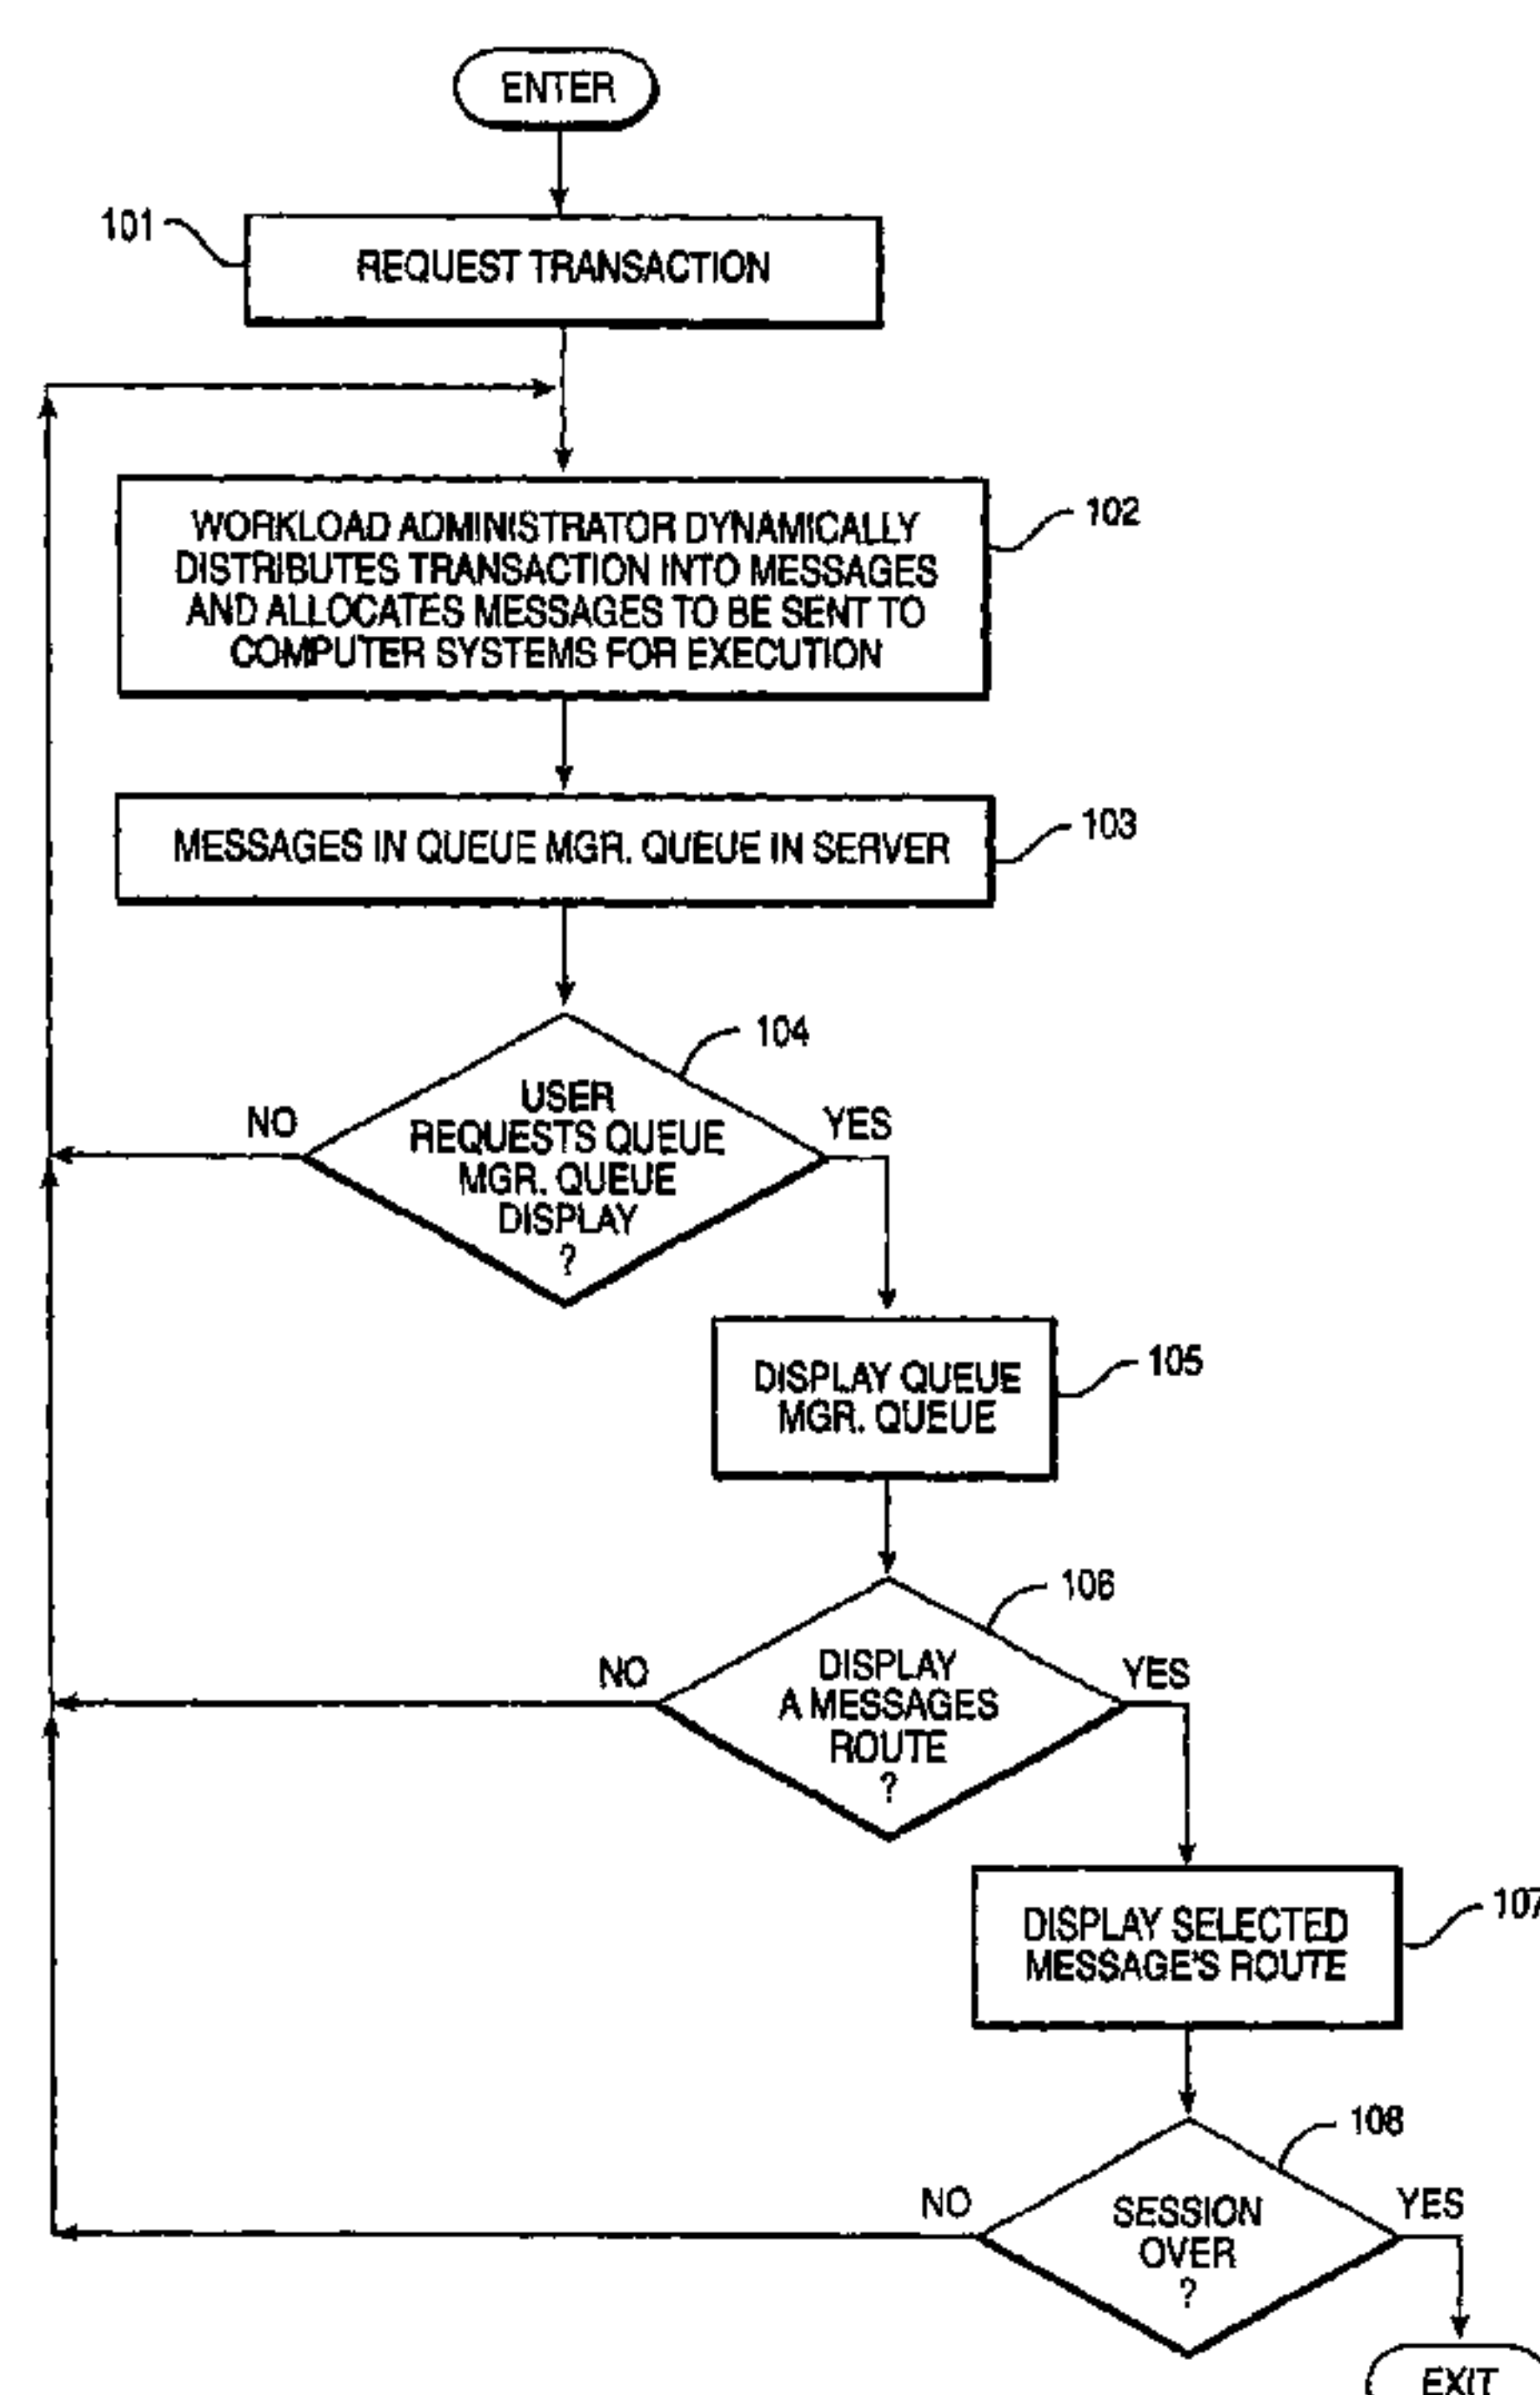 ENTER
101
REQUEST TRANSACTION
102
WORKLOAD ADMINISTRATOR DYNAMICALLY
DISTRIBUTES TRANSACTION INTO MESSAGES
AND ALLOCATES MESSAGES TO BE SENT TO
COMPUTER SYSTEMS FOR EXECUTION
103
MESSAGES IN QUEUE MGR. QUEUE IN SERVER
104
NO
YES
USER
REQUESTS QUEUE
MGR. QUEUE
DISPLAY
?
105
DISPLAY QUEUE
MGR. QUEUE
106
NO
YES
DISPLAY
A MESSAGES
ROUTE
?
107
DISPLAY SELECTED
MESSAGE'S ROUTE
108
NO
YES
SESSION
OVER
?
EXIT